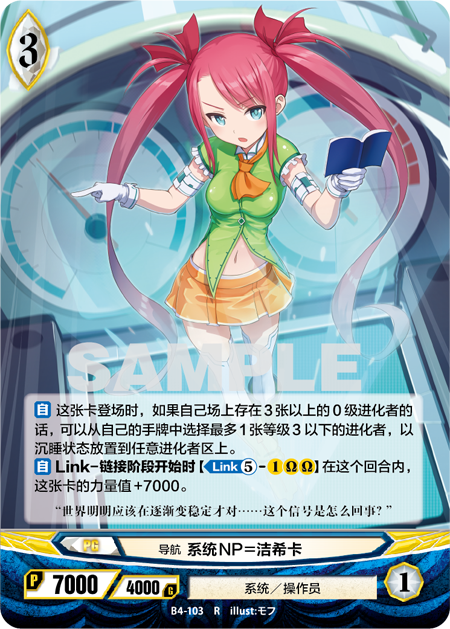 3
SAMPLE
自 这张卡登场时，如果自己场上存在3张以上的0级进化者的
话，可以从自己的手牌中选择最多1张等级3以下的进化者，以
沉睡状态放置到任意进化者区上。
自 Link-链接阶段开始时【Link 5-1ΩΩ】在这个回合内，
这张卡的力量值+7000。
“世界明明应该在逐渐变稳定才对……这个信号是怎么回事？”
PG 导航 系统NP=洁希卡
P 7000 / 4000 G 系统／操作员 1
B4-103 R illust:モフ